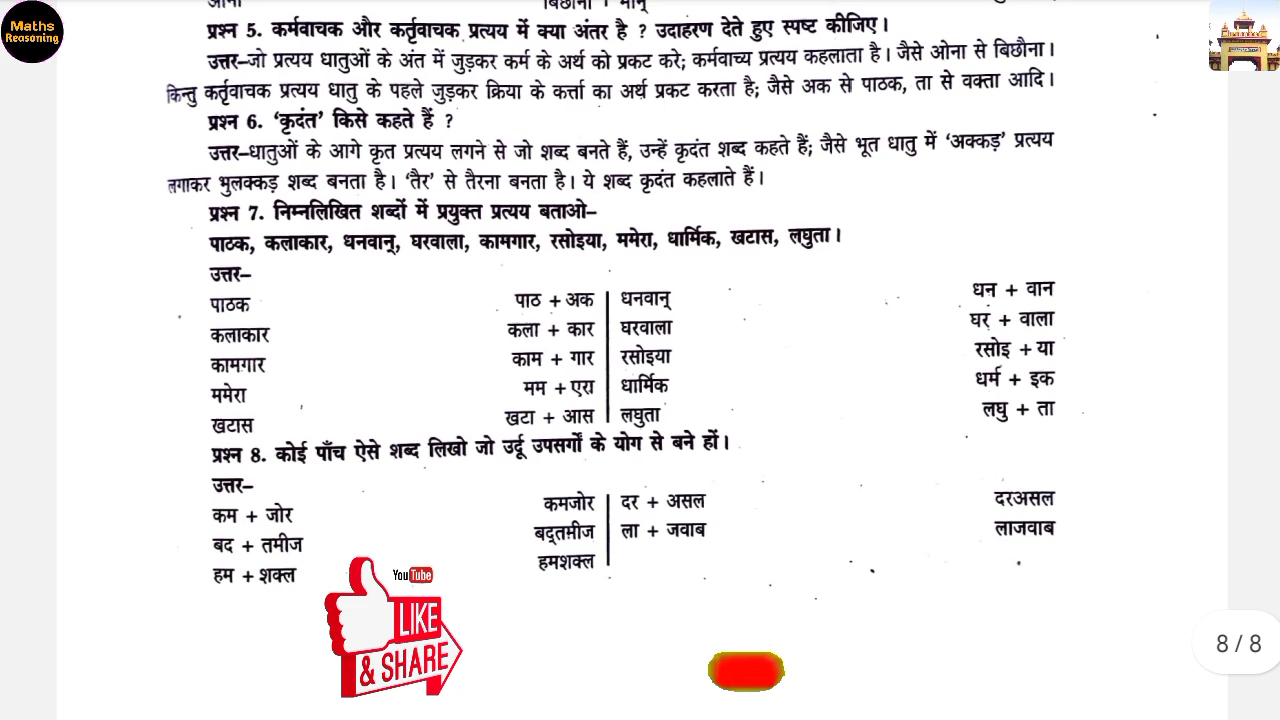 Maths
Reasoning
बिछौना । मान्
प्रश्न 5. कर्मवाचक और कर्तृवाचक प्रत्यय में क्या अंतर है ? उदाहरण देते हुए स्पष्ट कीजिए।
उत्तर–जो प्रत्यय धातुओं के अंत में जुड़कर कर्म के अर्थ को प्रकट करे; कर्मवाच्य प्रत्यय कहलाता है। जैसे ओना से बिछौना।
किन्तु कर्तृवाचक प्रत्यय धातु के पहले जुड़कर क्रिया के कर्त्ता का अर्थ प्रकट करता है; जैसे अक से पाठक, ता से वक्ता आदि।
प्रश्न 6. ‘कृदंत’ किसे कहते हैं ?
उत्तर–धातुओं के आगे कृत प्रत्यय लगने से जो शब्द बनते हैं, उन्हें कृदंत शब्द कहते हैं; जैसे भूत धातु में ‘अक्कड़’ प्रत्यय
लगाकर भुलक्कड़ शब्द बनता है। ‘तैर’ से तैरना बनता है। ये शब्द कृदंत कहलाते हैं।
प्रश्न 7. निम्नलिखित शब्दों में प्रयुक्त प्रत्यय बताओ–
पाठक, कलाकार, धनवान्, घरवाला, कामगार, रसोइया, ममेरा, धार्मिक, खटास, लघुता।
उत्तर–
पाठक पाठ + अक धनवान् धन + वान
कलाकार कला + कार घरवाला घर + वाला
कामगार काम + गार रसोइया रसोइ + या
ममेरा मम + एरा धार्मिक धर्म + इक
खटास खटा + आस लघुता लघु + ता
प्रश्न 8. कोई पाँच ऐसे शब्द लिखो जो उर्दू उपसर्गों के योग से बने हों।
उत्तर–
कम + जोर कमजोर दर + असल दरअसल
बद + तमीज बद्तमीज ला + जवाब लाजवाब
हम + शक्ल हमशक्ल
YouTube
LIKE
& SHARE
8 / 8